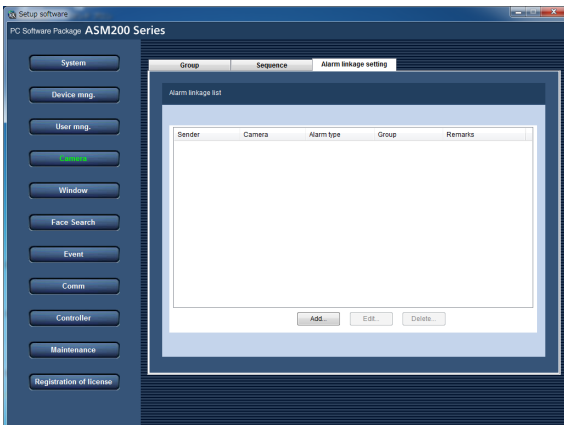 Setup software
PC Software Package ASM200 Series
System
Device mng.
User mng.
Camera
Window
Face Search
Event
Comm
Controller
Maintenance
Registration of license
Group Sequence Alarm linkage setting
Alarm linkage list
Sender Camera Alarm type Group Remarks
Add... Edit... Delete...